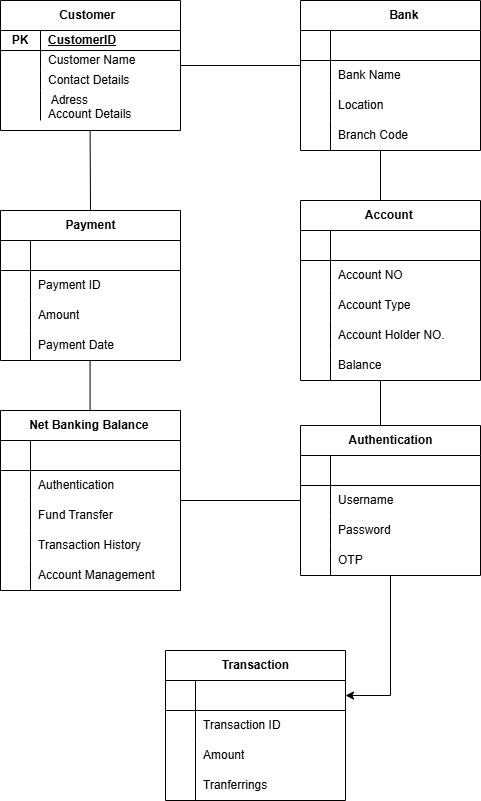 Customer
PK CustomerID
Customer Name
Contact Details
Adress
Account Details
Bank
Bank Name
Location
Branch Code
Payment
Payment ID
Amount
Payment Date
Account
Account NO
Account Type
Account Holder NO.
Balance
Net Banking Balance
Authentication
Fund Transfer
Transaction History
Account Management
Authentication
Username
Password
OTP
Transaction
Transaction ID
Amount
Tranferrings